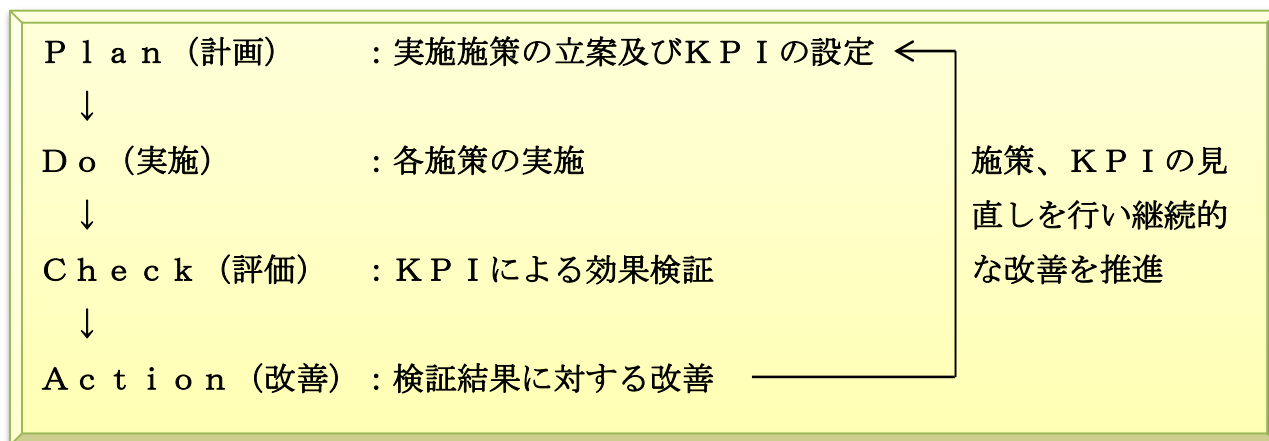 Ｐｌａｎ（計画）　　：実施施策の立案及びＫＰＩの設定
↓
Ｄｏ（実施）　　　　：各施策の実施
↓
Ｃｈｅｃｋ（評価）　：ＫＰＩによる効果検証
↓
Ａｃｔｉｏｎ（改善）：検証結果に対する改善
施策、ＫＰＩの見
直しを行い継続的
な改善を推進